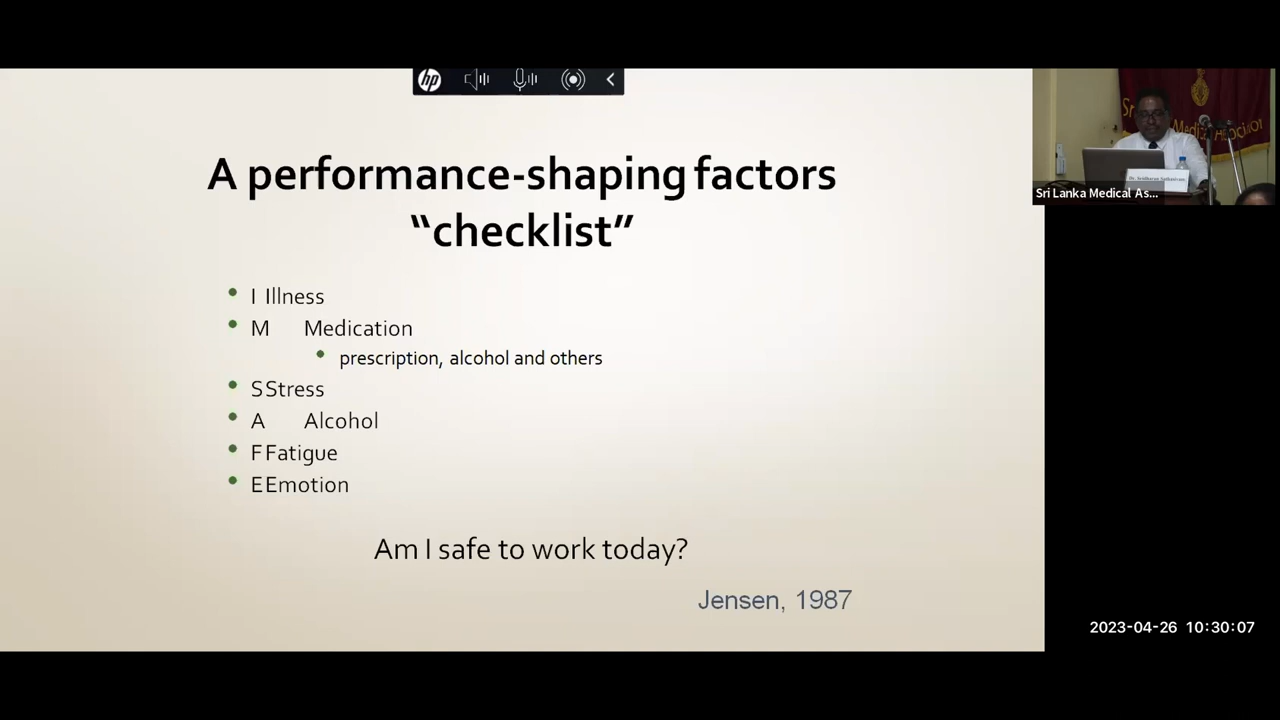 hp
A performance-shaping factors
“checklist”
• I Illness
• M Medication
• prescription, alcohol and others
• S Stress
• A Alcohol
• F Fatigue
• E Emotion
Am I safe to work today?
Jensen, 1987
Sri Lanka Medical As...
2023-04-26 10:30:07